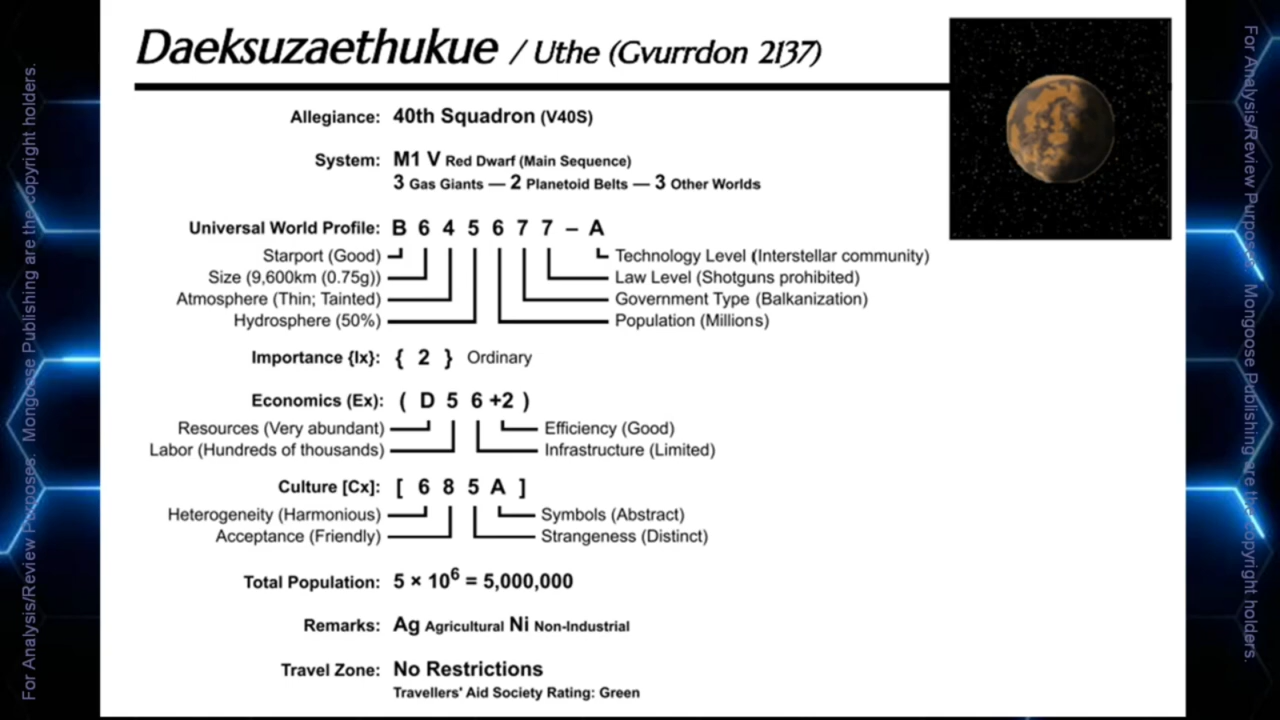 Daeksuzaethukue / Uthe (Gvurrdon 2137)
Allegiance: 40th Squadron (V40S)
System: M1 V Red Dwarf (Main Sequence)
3 Gas Giants — 2 Planetoid Belts — 3 Other Worlds
Universal World Profile: B 6 4 5 6 7 7 – A
Starport (Good) Technology Level (Interstellar community)
Size (9,600km (0.75g)) Law Level (Shotguns prohibited)
Atmosphere (Thin; Tainted) Government Type (Balkanization)
Hydrosphere (50%) Population (Millions)
Importance {Ix}: { 2 } Ordinary
Economics (Ex): ( D 5 6 +2 )
Resources (Very abundant) Efficiency (Good)
Labor (Hundreds of thousands) Infrastructure (Limited)
Culture [Cx]: [ 6 8 5 A ]
Heterogeneity (Harmonious) Symbols (Abstract)
Acceptance (Friendly) Strangeness (Distinct)
Total Population: 5 × 10⁶ = 5,000,000
Remarks: Ag Agricultural Ni Non-Industrial
Travel Zone: No Restrictions
Travellers' Aid Society Rating: Green
For Analysis/Review Purposes. Mongoose Publishing are the copyright holders.
For Analysis/Review Purposes. Mongoose Publishing are the copyright holders.